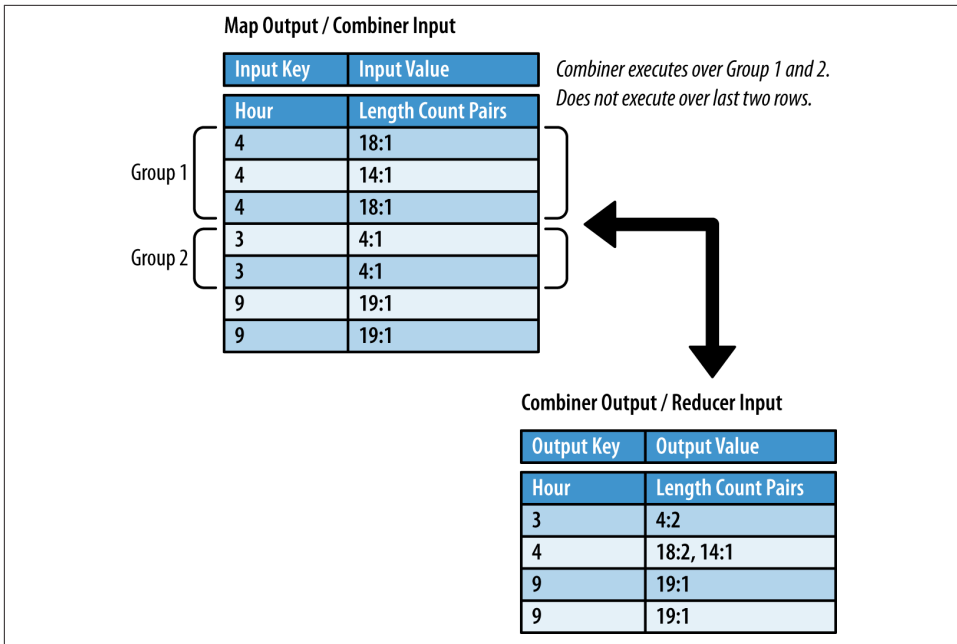 Map Output / Combiner Input
Input Key Input Value
Combiner executes over Group 1 and 2.
Does not execute over last two rows.
Hour Length Count Pairs
4 18:1
Group 1
4 14:1
4 18:1
3 4:1
Group 2
3 4:1
9 19:1
9 19:1
Combiner Output / Reducer Input
Output Key Output Value
Hour Length Count Pairs
3 4:2
4 18:2, 14:1
9 19:1
9 19:1